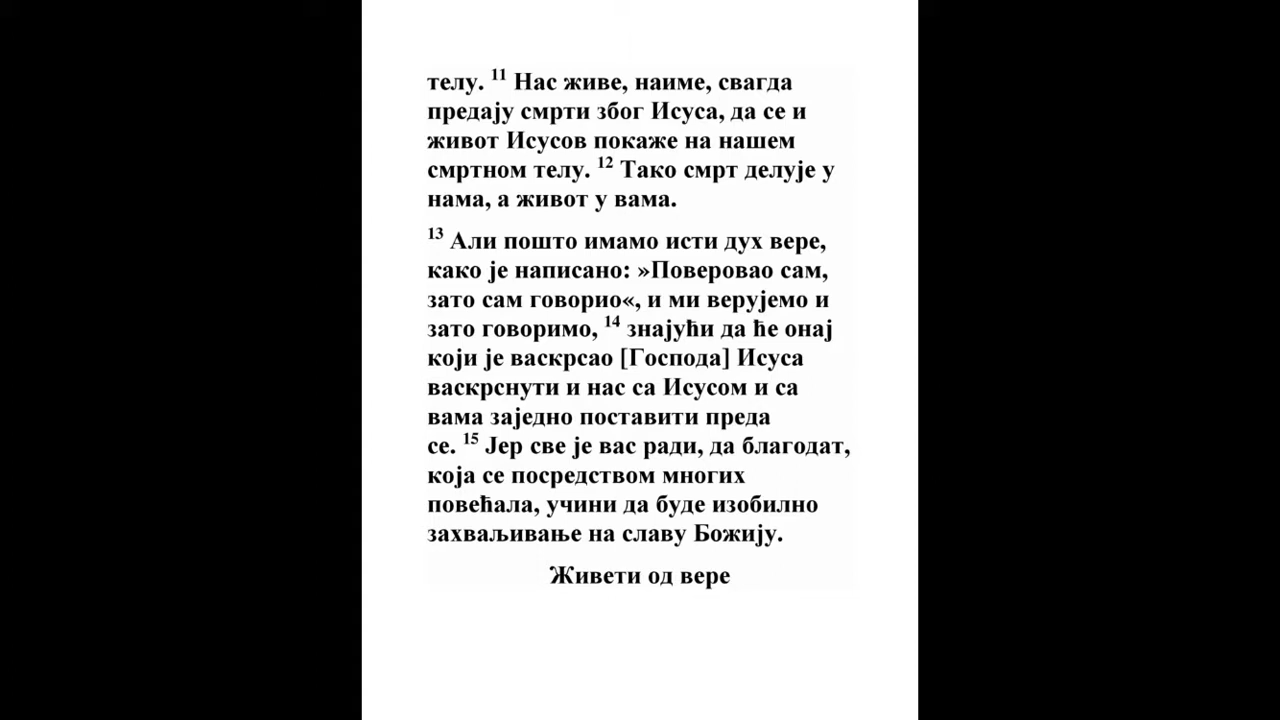 телу. 11 Нас живе, наиме, свагда
предају смрти због Исуса, да се и
живот Исусов покаже на нашем
смртном телу. 12 Тако смрт делује у
нама, а живот у вама.
13 Али пошто имамо исти дух вере,
како је написано: »Поверовао сам,
зато сам говорио«, и ми верујемо и
зато говоримо, 14 знајући да ће онај
који је васкрсао [Господа] Исуса
васкрснути и нас са Исусом и са
вама заједно поставити преда
се. 15 Јер све је вас ради, да благодат,
која се посредством многих
повећала, учини да буде изобилно
захваљивање на славу Божију.
Живети од вере